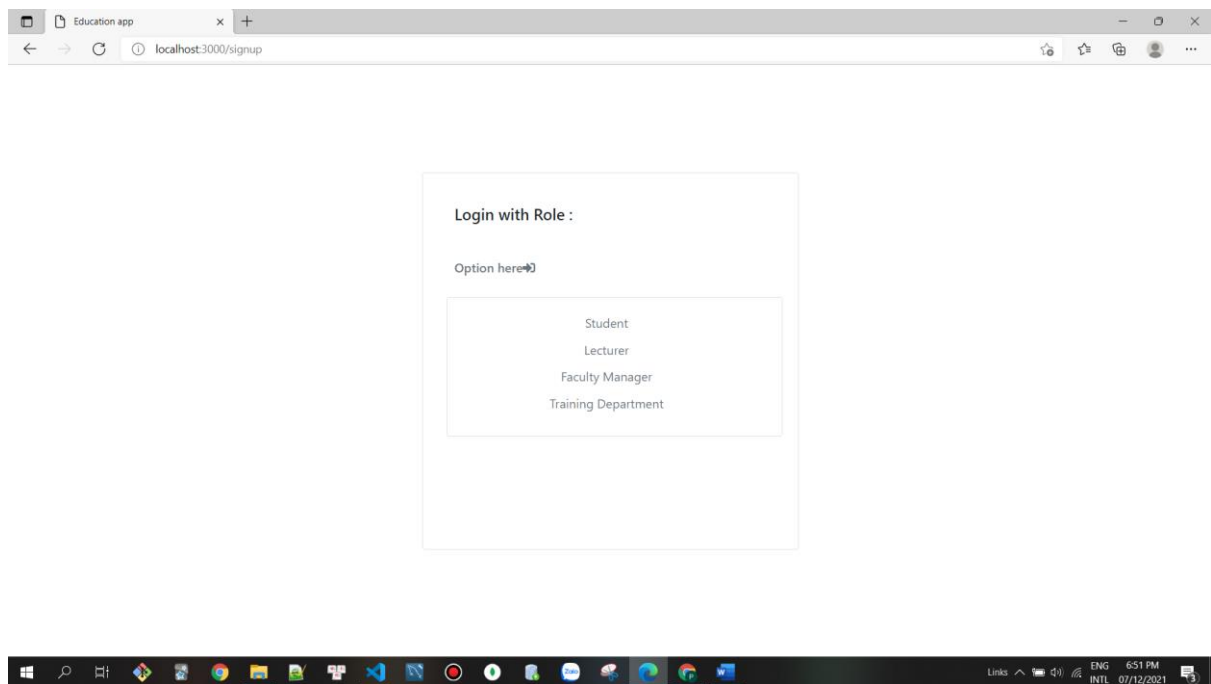 Education app
localhost:3000/signup
Login with Role :
Option here
Student
Lecturer
Faculty Manager
Training Department
Links
ENG
6:51 PM
INTL
07/12/2021